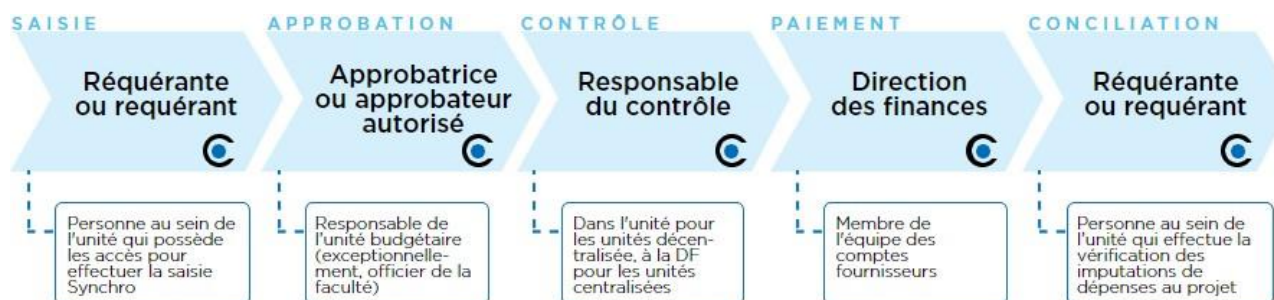 SAISIE
APPROBATION
CONTRÔLE
PAIEMENT
CONCILIATION
Réquérante
ou requérant
Approbatrice
ou approbateur
autorisé
Responsable
du contrôle
Direction
des finances
Réquérante
ou requérant
Personne au sein de
l'unité qui possède
les accès pour
effectuer la saisie
Synchro
Responsable de
l'unité budgétaire
(exceptionnelle-
ment, officier de la
faculté)
Dans l'unité pour
les unités décen-
tralisée, à la DF
pour les unités
centralisées
Membre de
l'équipe des
comptes
fournisseurs
Personne au sein de
l'unité qui effectue la
vérification des
imputations de
dépenses au projet